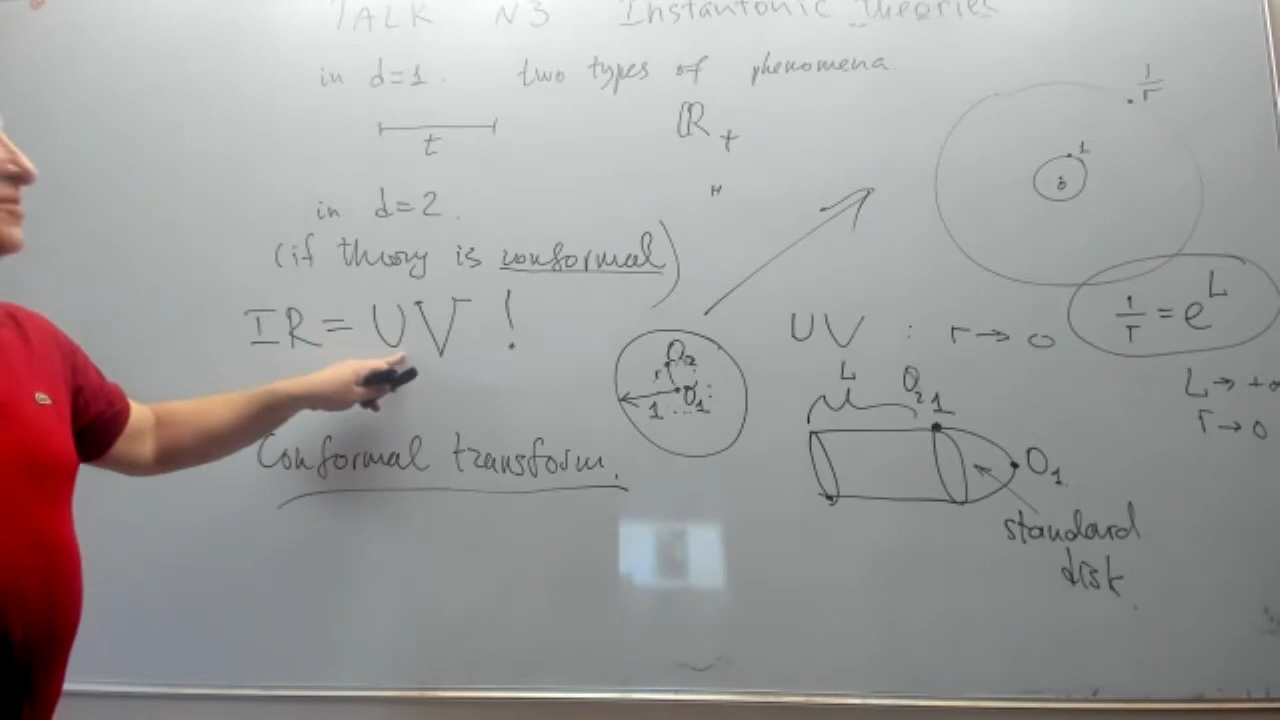 TALK N3 Instantonic theories
in d=1. two types of phenomena.
t
ℝ+
in d=2.
(if theory is conformal)
IR = UV !
Conformal transform.
O2
r
1
O1
1/r
1
0
UV : r → 0
1/r = e^L
L → +∞
r → 0
L
O2
1
O1
standard
disk.